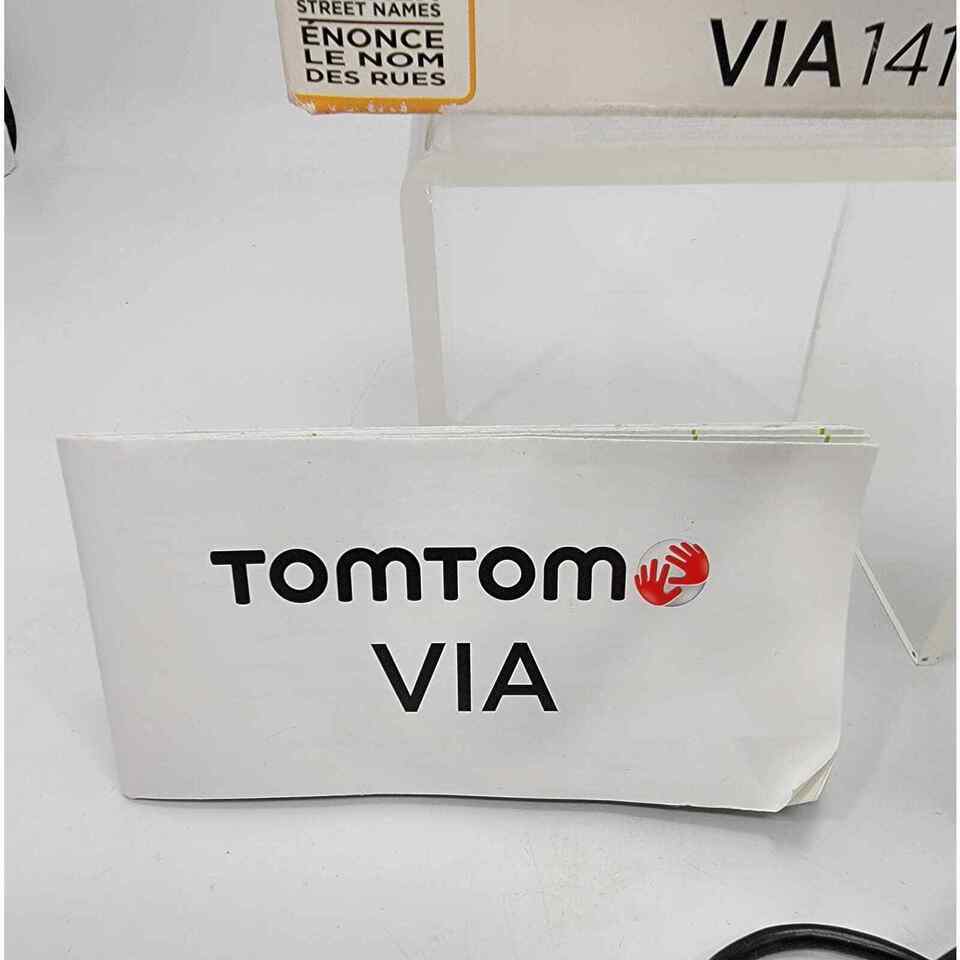 STREET NAMES
ÉNONCE
LE NOM
DES RUES
VIA 141
TOMTOM
VIA